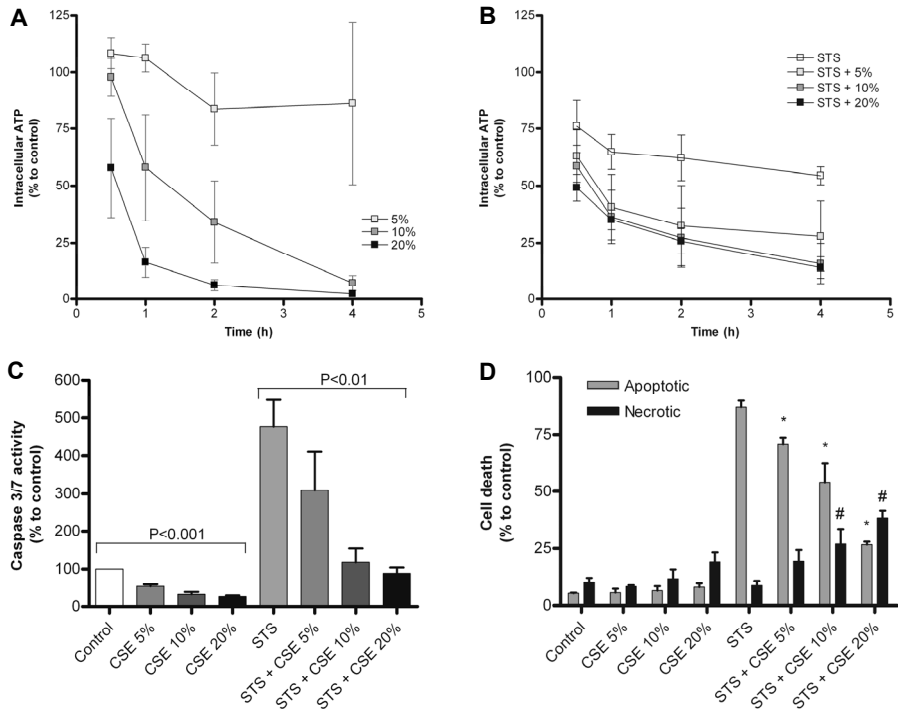 A
Intracellular ATP
(% to control)
125
100
75
50
25
0
0
1
2
3
4
5
Time (h)
5%
10%
20%
B
Intracellular ATP
(% to control)
125
100
75
50
25
0
0
1
2
3
4
5
Time (h)
STS
STS + 5%
STS + 10%
STS + 20%
C
Caspase 3/7 activity
(% to control)
600
500
400
300
200
100
0
P<0.001
P<0.01
Control
CSE 5%
CSE 10%
CSE 20%
STS
STS + CSE 5%
STS + CSE 10%
STS + CSE 20%
D
Cell death
(% to control)
100
75
50
25
0
Apoptotic
Necrotic
*
*
#
*
#
Control
CSE 5%
CSE 10%
CSE 20%
STS
STS + CSE 5%
STS + CSE 10%
STS + CSE 20%